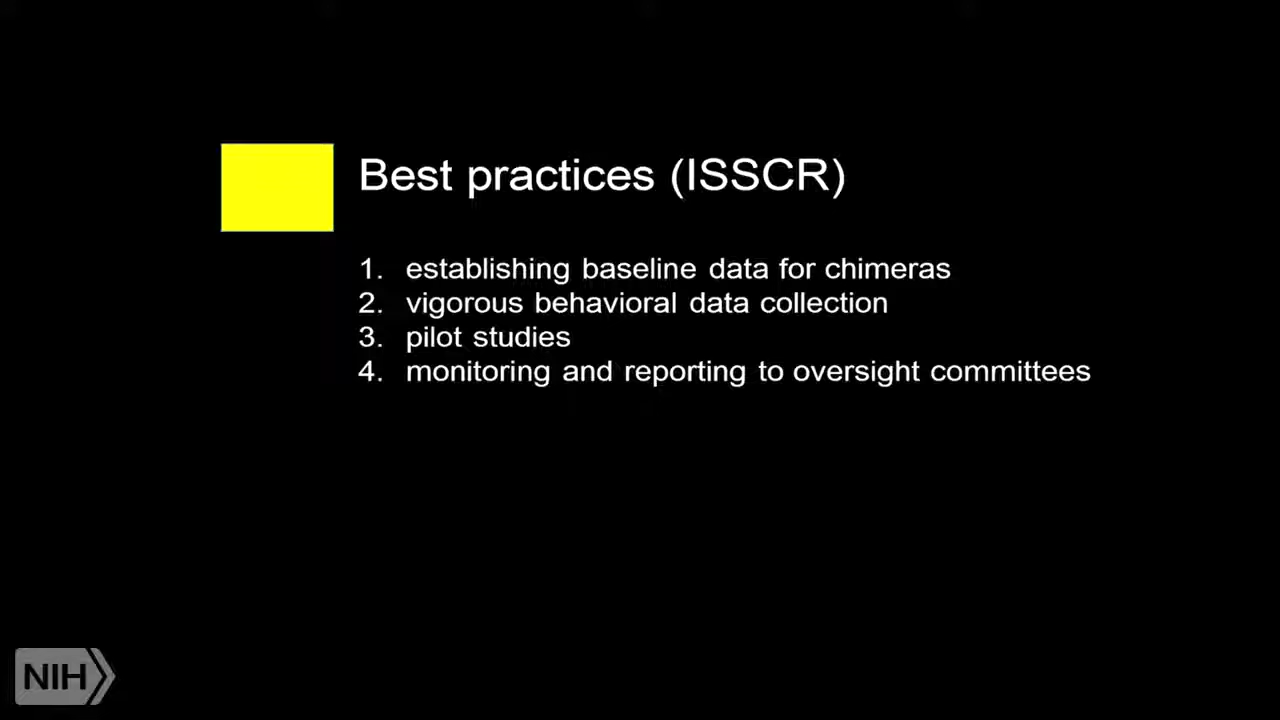 Best practices (ISSCR)
1. establishing baseline data for chimeras
2. vigorous behavioral data collection
3. pilot studies
4. monitoring and reporting to oversight committees
NIH